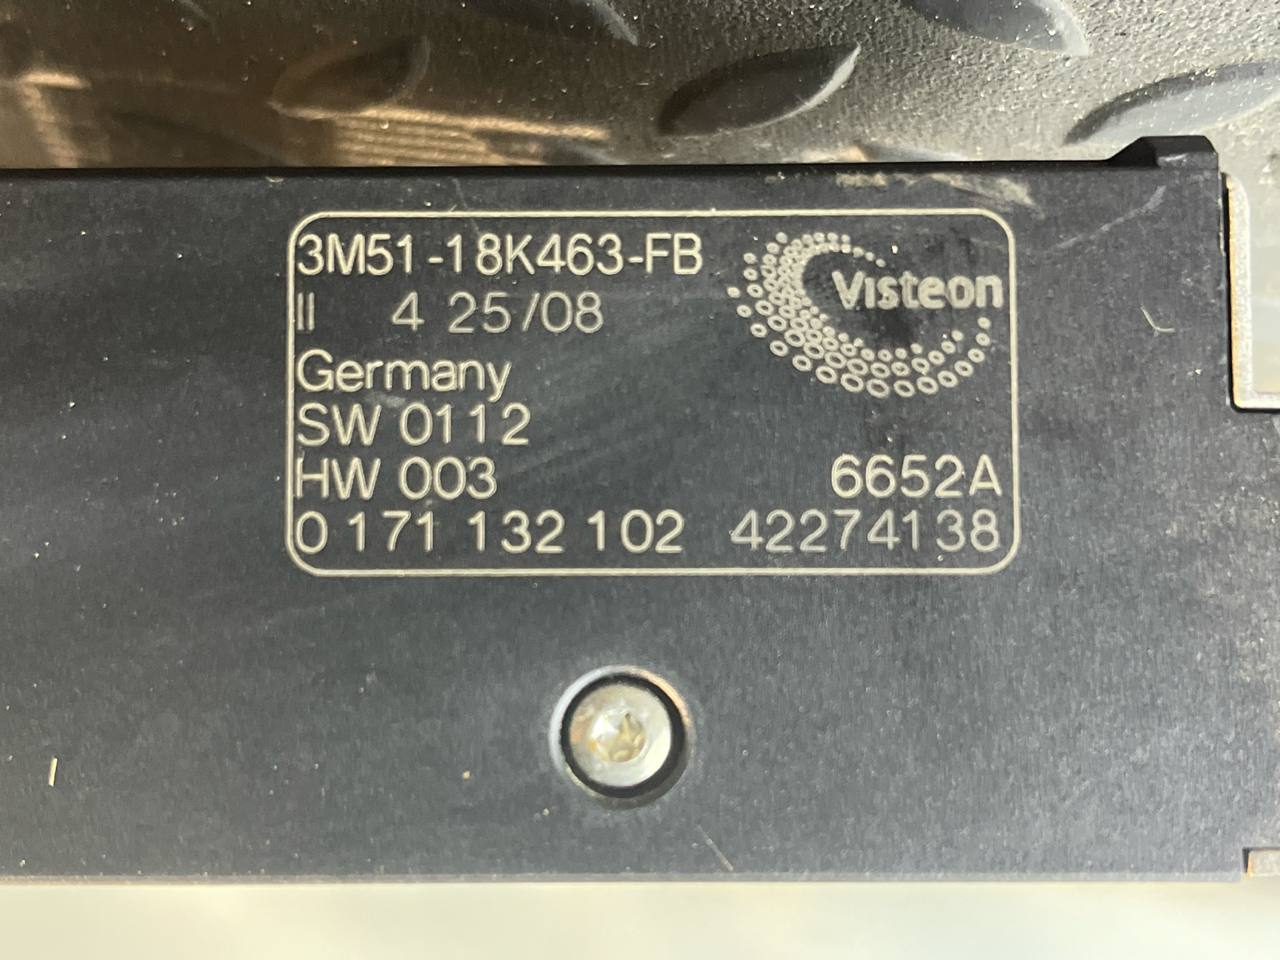 3M51-18K463-FB
Visteon
II 4 25/08
Germany
SW 0112
HW 003 6652A
0 171 132 102 42274138